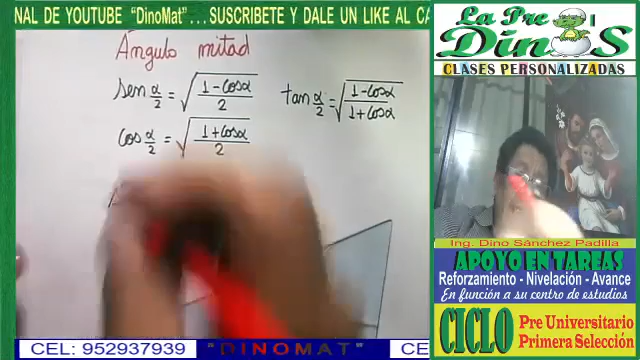 NAL DE YOUTUBE "DinoMat"... SUSCRIBETE Y DALE UN LIKE AL CA
Ángulo mitad
sen α/2 = √((1-cosα)/2)
tan α/2 = √((1-cosα)/(1+cosα))
cos α/2 = √((1+cosα)/2)
La Pre
DinoS
CLASES PERSONALIZADAS
Ing. Dino Sánchez Padilla
APOYO EN TAREAS
Reforzamiento - Nivelación - Avance
En función a su centro de estudios
CICLO Pre Universitario
Primera Selección
CEL: 952937939 "DINOMAT" CE